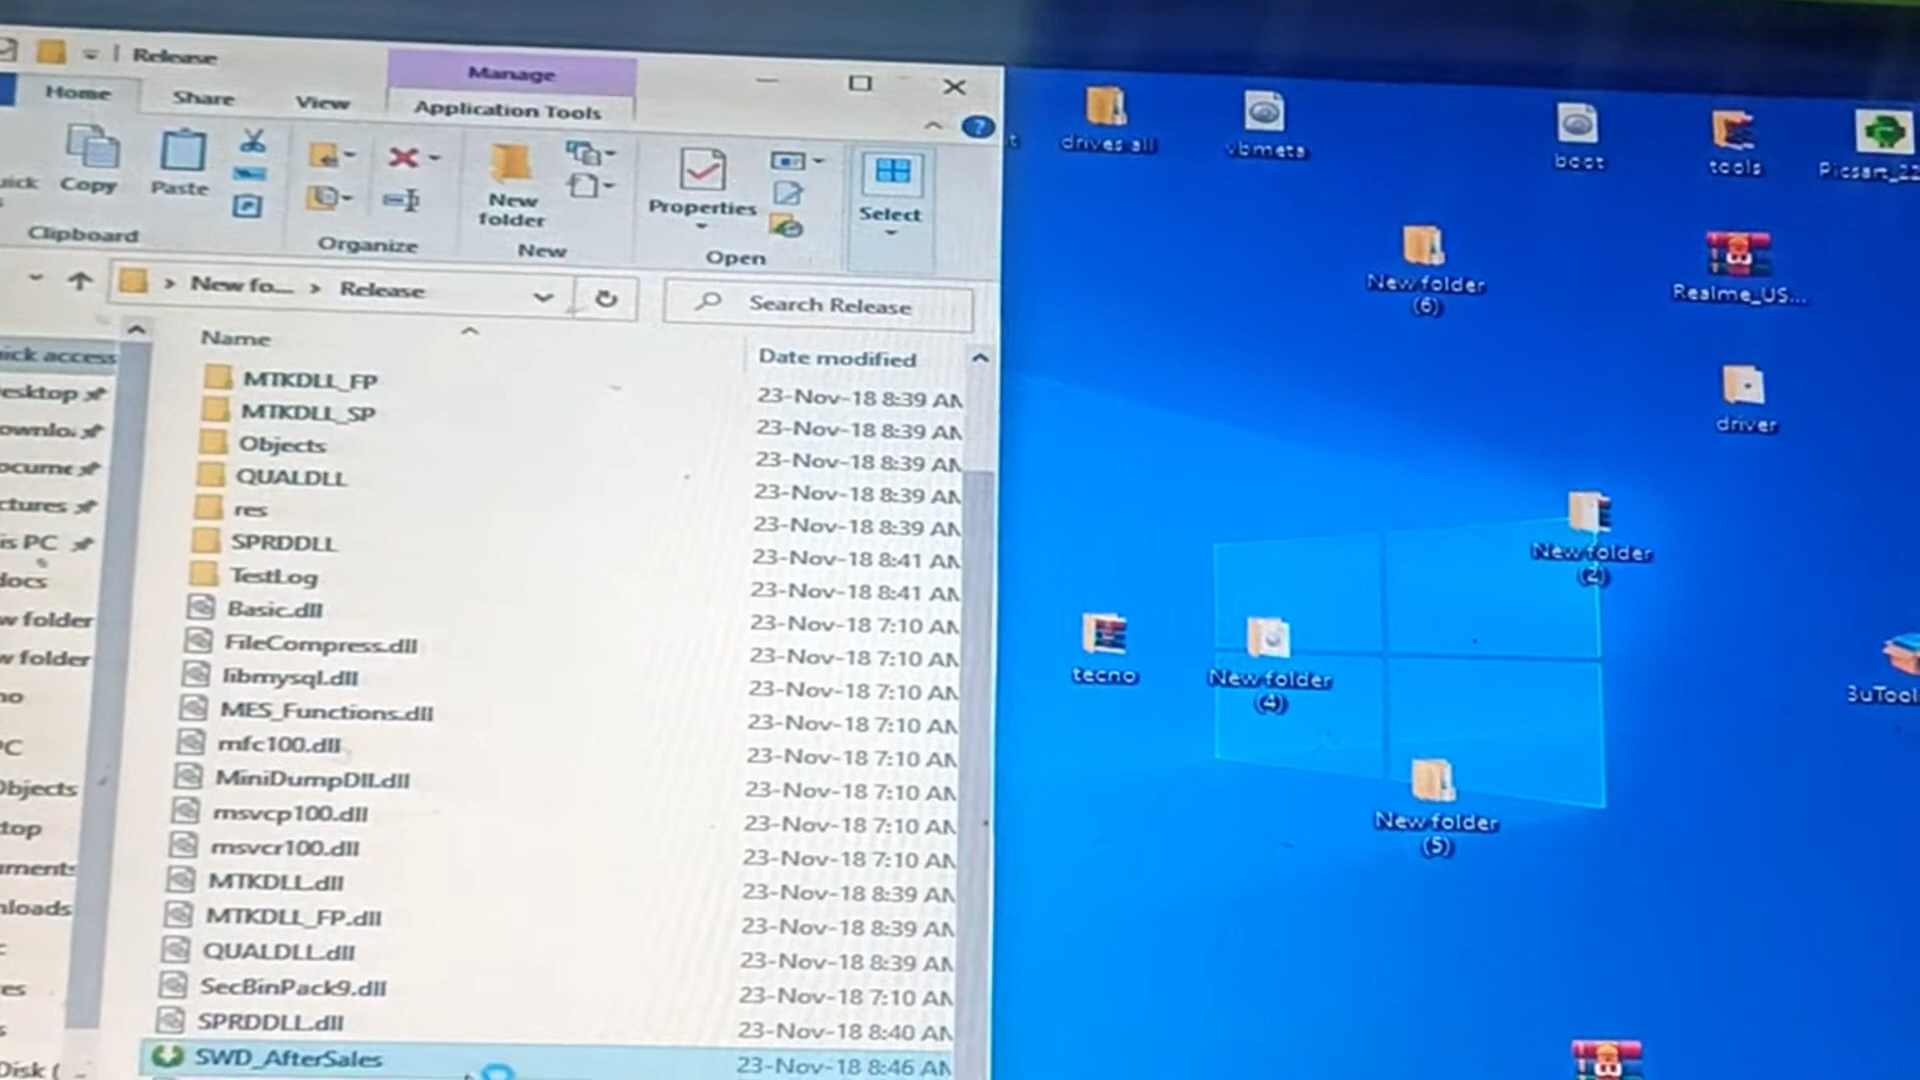 Release
Manage
Home
Share
View
Application Tools
Copy
Paste
New folder
Properties
Select
Clipboard
Organize
New
Open
New fo... > Release
Search Release
Name
Date modified
MTKDLL_FP
23-Nov-18 8:39 AM
MTKDLL_SP
23-Nov-18 8:39 AM
Objects
23-Nov-18 8:39 AM
QUALDLL
23-Nov-18 8:39 AM
res
23-Nov-18 8:39 AM
SPRDDLL
23-Nov-18 8:41 AM
TestLog
23-Nov-18 8:41 AM
Basic.dll
23-Nov-18 7:10 AM
FileCompress.dll
23-Nov-18 7:10 AM
libmysql.dll
23-Nov-18 7:10 AM
MES_Functions.dll
23-Nov-18 7:10 AM
mfc100.dll
23-Nov-18 7:10 AM
MiniDumpDll.dll
23-Nov-18 7:10 AM
msvcp100.dll
23-Nov-18 7:10 AM
msvcr100.dll
23-Nov-18 7:10 AM
MTKDLL.dll
23-Nov-18 8:39 AM
MTKDLL_FP.dll
23-Nov-18 8:39 AM
QUALDLL.dll
23-Nov-18 8:39 AM
SecBinPack9.dll
23-Nov-18 7:10 AM
SPRDDLL.dll
23-Nov-18 8:40 AM
SWD_AfterSales
23-Nov-18 8:46 AM
drives all
vbmeta
boot
tools
Picsart_22
New folder
(6)
Realme_US...
driver
New folder
(2)
tecno
New folder
(4)
3uTool
New folder
(5)